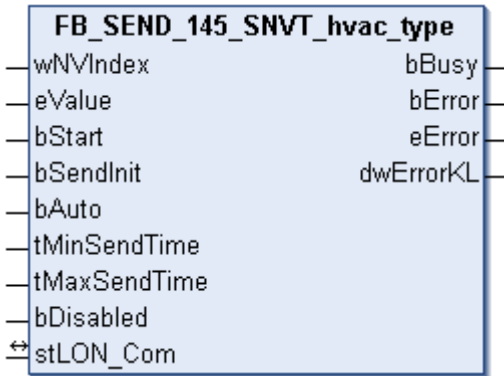 FB_SEND_145_SNVT_hvac_type
wNVIndex bBusy
eValue bError
bStart eError
bSendInit dwErrorKL
bAuto
tMinSendTime
tMaxSendTime
bDisabled
stLON_Com